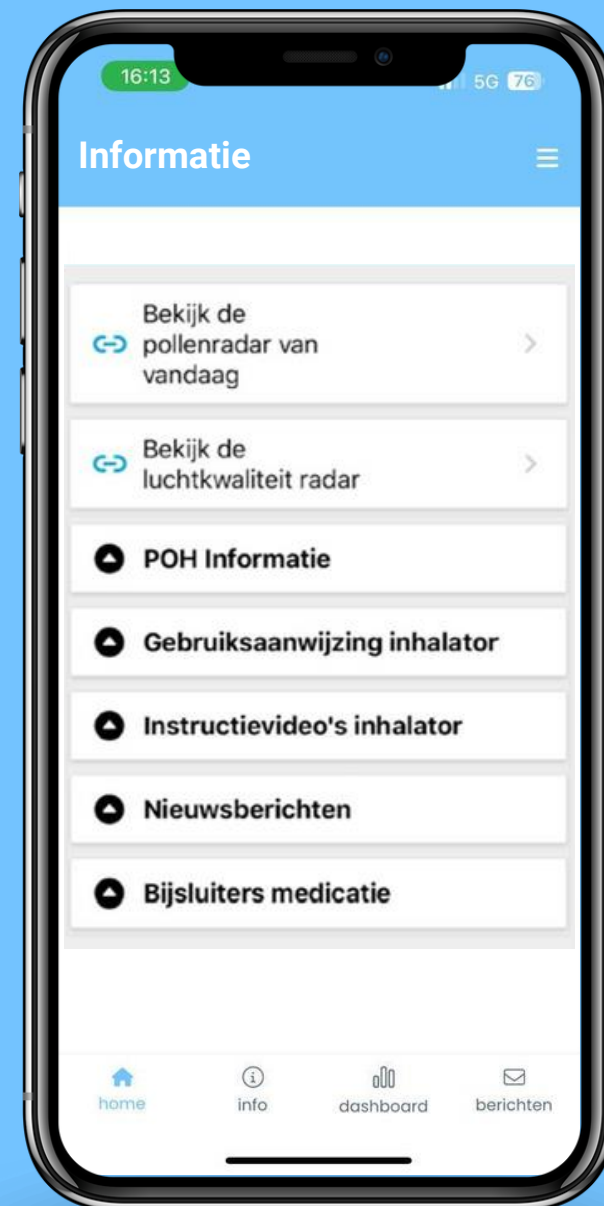 16:13
5G 76
Informatie
Bekijk de
pollenradar van
vandaag
Bekijk de
luchtkwaliteit radar
POH Informatie
Gebruiksaanwijzing inhalator
Instructievideo's inhalator
Nieuwsberichten
Bijsluiters medicatie
home info dashboard berichten